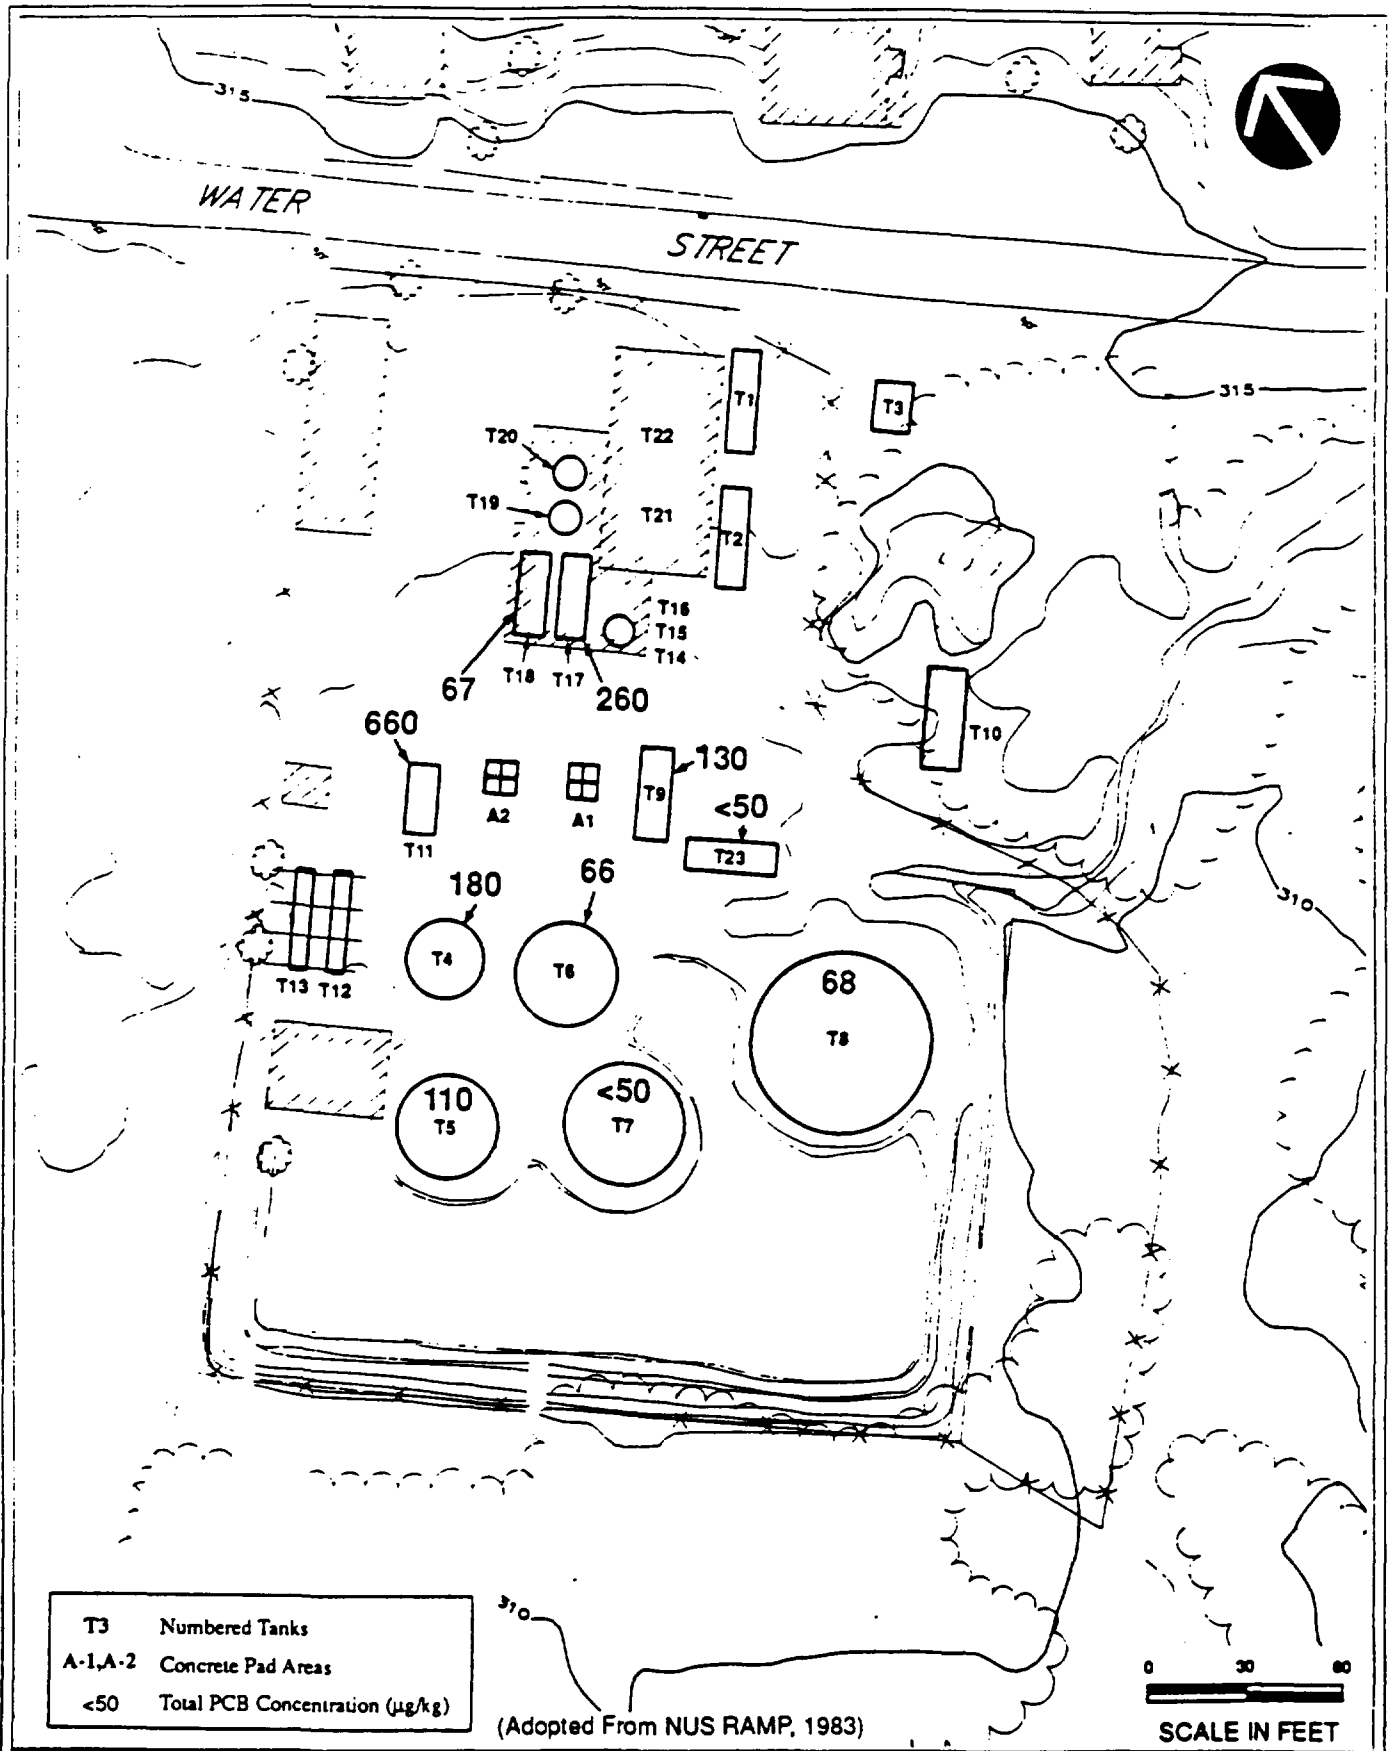 315
WATER
STREET
T1
T3
315
T20
T22
T19
T21
T2
T16
T15
T14
T18
T17
67
260
660
T10
130
T9
A2
A1
<50
T11
T23
180
66
310
T4
T6
68
T13
T12
T8
110
<50
T5
T7
T3 Numbered Tanks
A-1,A-2 Concrete Pad Areas
<50 Total PCB Concentration (µg/kg)
310
(Adopted From NUS RAMP, 1983)
0 30 60
SCALE IN FEET